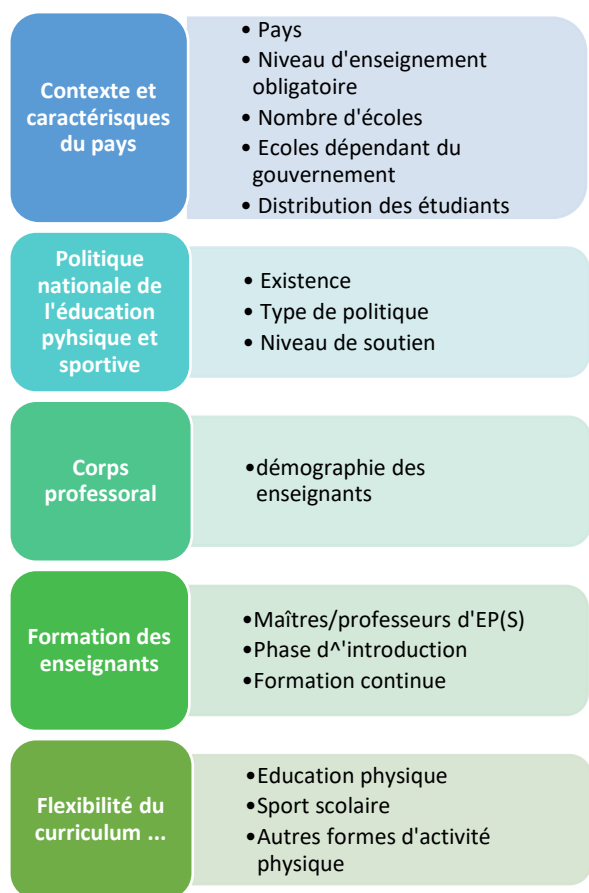 Contexte et
caractérisques
du pays
• Pays
• Niveau d'enseignement
obligatoire
• Nombre d'écoles
• Ecoles dépendant du
gouvernement
• Distribution des étudiants
Politique
nationale de
l'éducation
pyhsique et
sportive
• Existence
• Type de politique
• Niveau de soutien
Corps
professoral
•démographie des
enseignants
Formation des
enseignants
•Maîtres/professeurs d'EP(S)
•Phase d^'introduction
•Formation continue
Flexibilité du
curriculum ...
•Education physique
•Sport scolaire
•Autres formes d'activité
physique